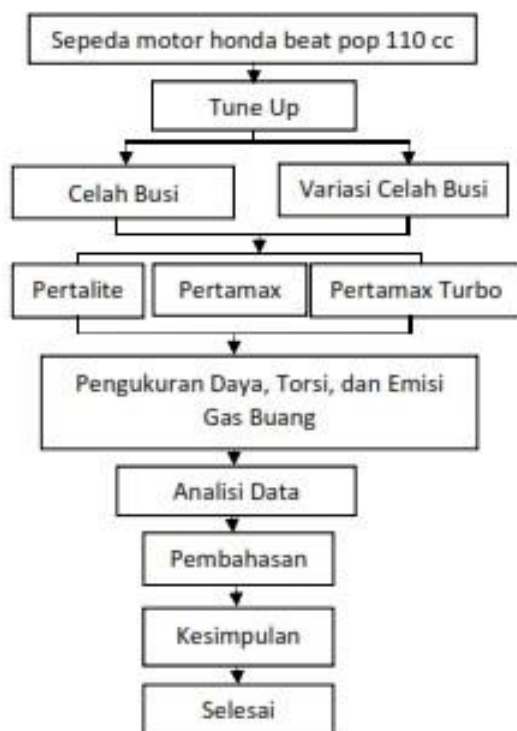 Sepeda motor honda beat pop 110 cc
Tune Up
Celah Busi
Variasi Celah Busi
Pertalite
Pertamax
Pertamax Turbo
Pengukuran Daya, Torsi, dan Emisi
Gas Buang
Analisi Data
Pembahasan
Kesimpulan
Selesai